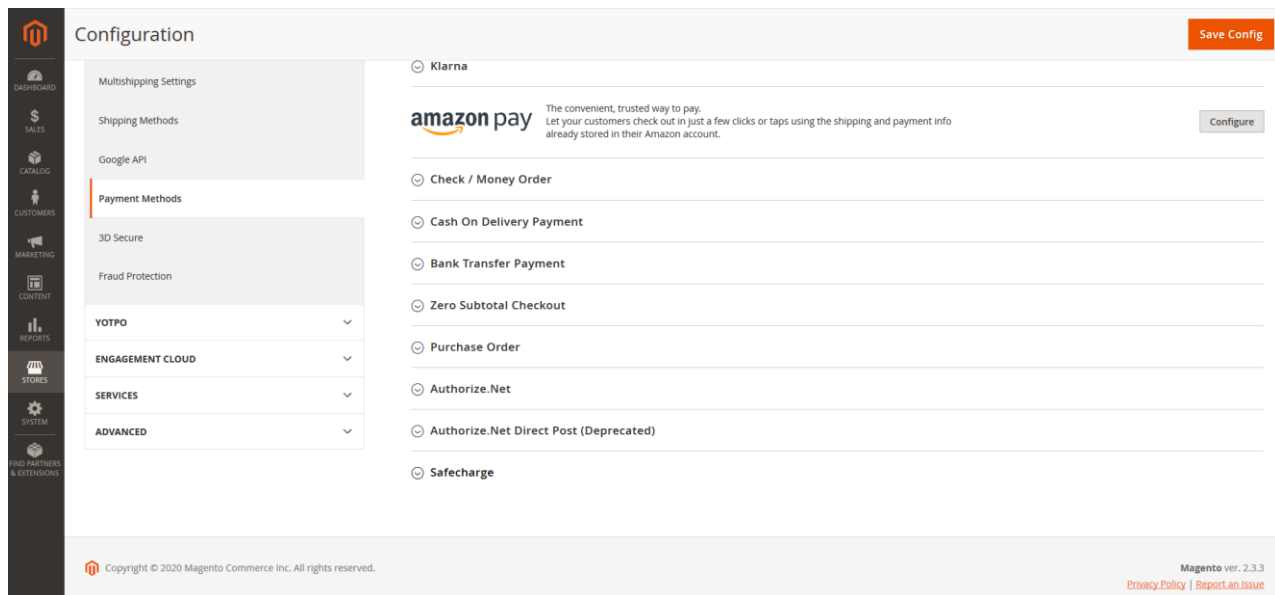 Configuration
Save Config
DASHBOARD
SALES
CATALOG
CUSTOMERS
MARKETING
CONTENT
REPORTS
STORES
SYSTEM
FIND PARTNERS
& EXTENSIONS
Multishipping Settings
Shipping Methods
Google API
Payment Methods
3D Secure
Fraud Protection
YOTPO
ENGAGEMENT CLOUD
SERVICES
ADVANCED
Klarna
amazon pay
The convenient, trusted way to pay.
Let your customers check out in just a few clicks or taps using the shipping and payment info
already stored in their Amazon account.
Configure
Check / Money Order
Cash On Delivery Payment
Bank Transfer Payment
Zero Subtotal Checkout
Purchase Order
Authorize.Net
Authorize.Net Direct Post (Deprecated)
Safecharge
Copyright © 2020 Magento Commerce Inc. All rights reserved.
Magento ver. 2.3.3
Privacy Policy | Report an Issue